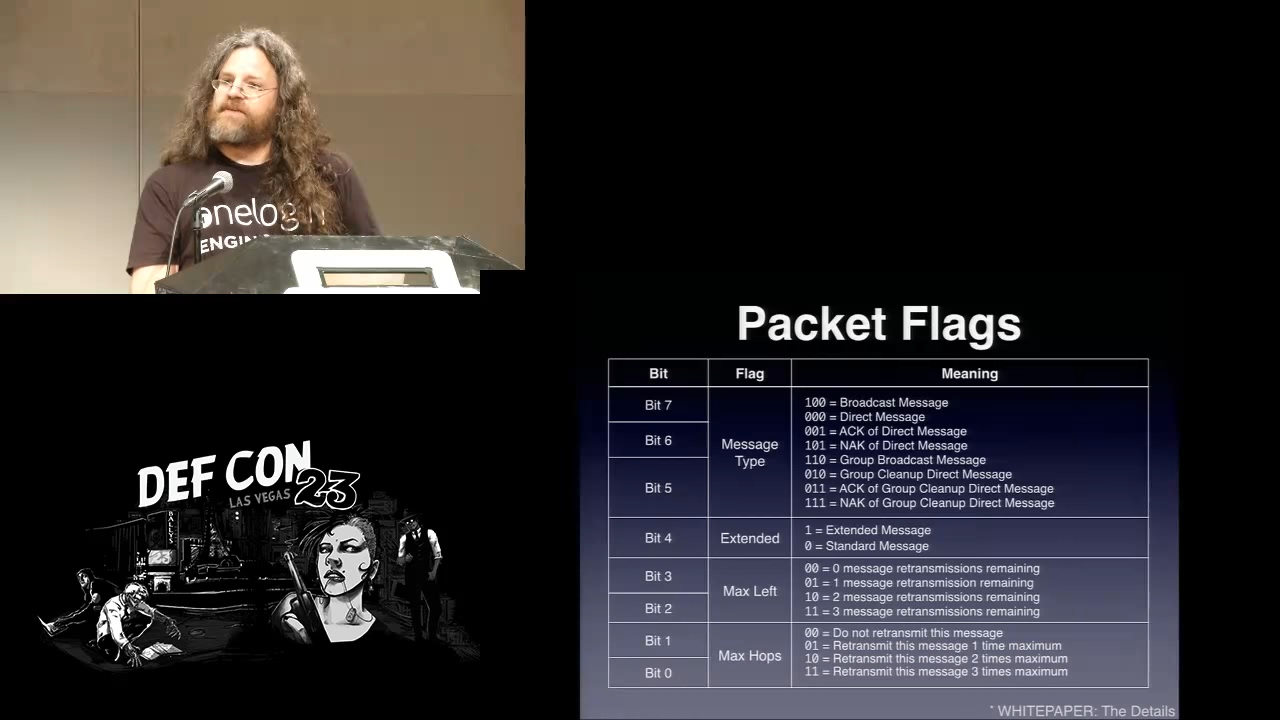 onelogin
ENGIN
Packet Flags
Bit Flag Meaning
Bit 7
Bit 6
Bit 5
Message
Type
100 = Broadcast Message
000 = Direct Message
001 = ACK of Direct Message
101 = NAK of Direct Message
110 = Group Broadcast Message
010 = Group Cleanup Direct Message
011 = ACK of Group Cleanup Direct Message
111 = NAK of Group Cleanup Direct Message
Bit 4
Extended
1 = Extended Message
0 = Standard Message
Bit 3
Bit 2
Max Left
00 = 0 message retransmissions remaining
01 = 1 message retransmission remaining
10 = 2 message retransmissions remaining
11 = 3 message retransmissions remaining
Bit 1
Bit 0
Max Hops
00 = Do not retransmit this message
01 = Retransmit this message 1 time maximum
10 = Retransmit this message 2 times maximum
11 = Retransmit this message 3 times maximum
* WHITEPAPER: The Details
DEF CON
LAS VEGAS 23
BALLY'S